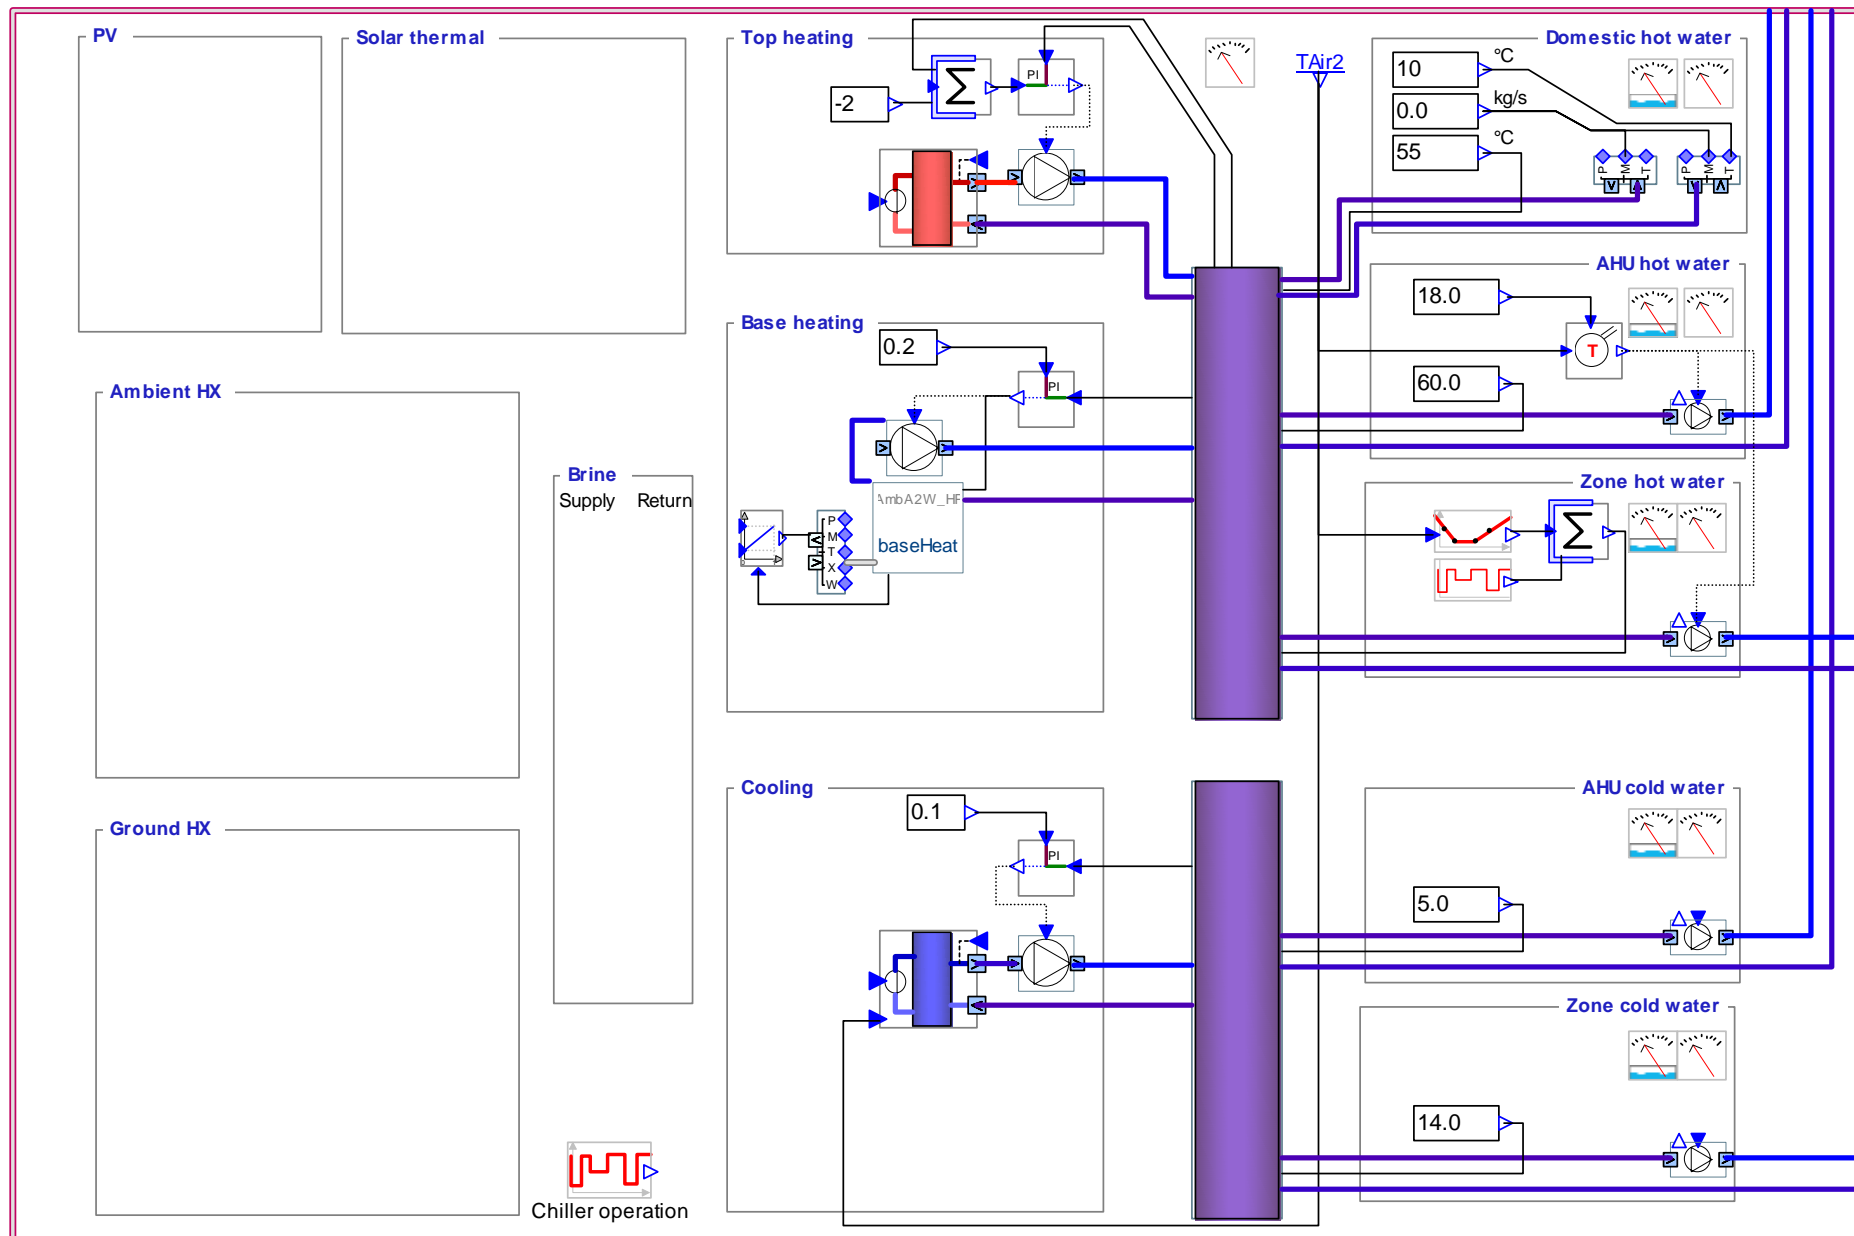 PV
Solar thermal
Top heating
-2
Σ
PI
TAir2
Domestic hot water
10
°C
0.0
kg/s
55
°C
P
M
T
P
M
T
AHU hot water
18.0
T
60.0
Base heating
0.2
PI
AmbA2W_HP
baseHeat
P
M
T
X
W
Ambient HX
Brine
Supply
Return
Zone hot water
Σ
Ground HX
Cooling
0.1
PI
AHU cold water
5.0
Zone cold water
14.0
Chiller operation